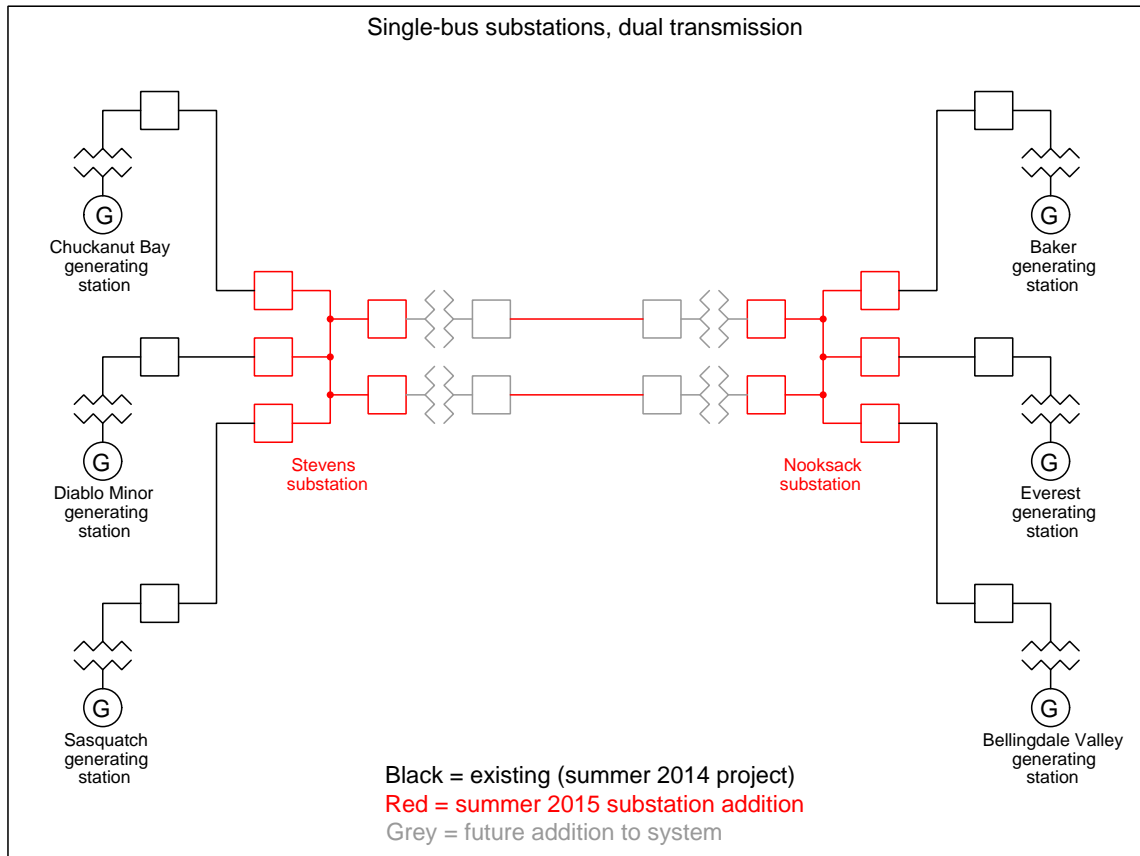 Single-bus substations, dual transmission
G
Chuckanut Bay
generating
station
G
Baker
generating
station
G
Diablo Minor
generating
station
Stevens
substation
Nooksack
substation
G
Everest
generating
station
G
Sasquatch
generating
station
G
Bellingdale Valley
generating
station
Black = existing (summer 2014 project)
Red = summer 2015 substation addition
Grey = future addition to system